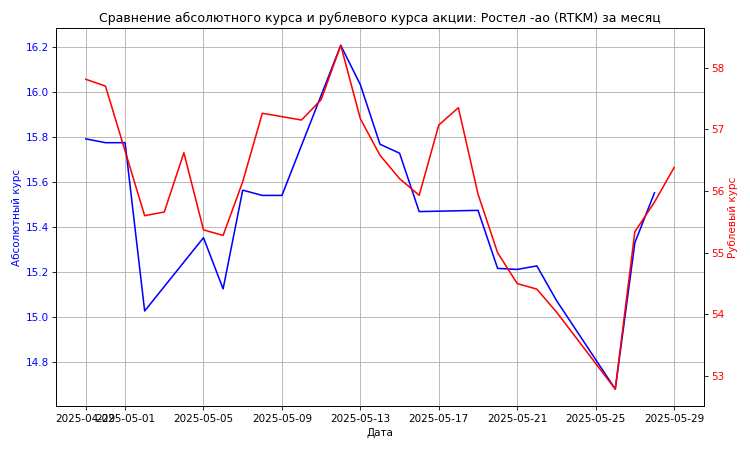 Сравнение абсолютного курса и рублевого курса акции: Ростел -ао (RTKM) за месяц
Абсолютный курс
16.2
16.0
15.8
15.6
15.4
15.2
15.0
14.8
58
57
56
55
54
53
Рублевый курс
2025-04-29 2025-05-01 2025-05-05 2025-05-09 2025-05-13 2025-05-17 2025-05-21 2025-05-25 2025-05-29
Дата